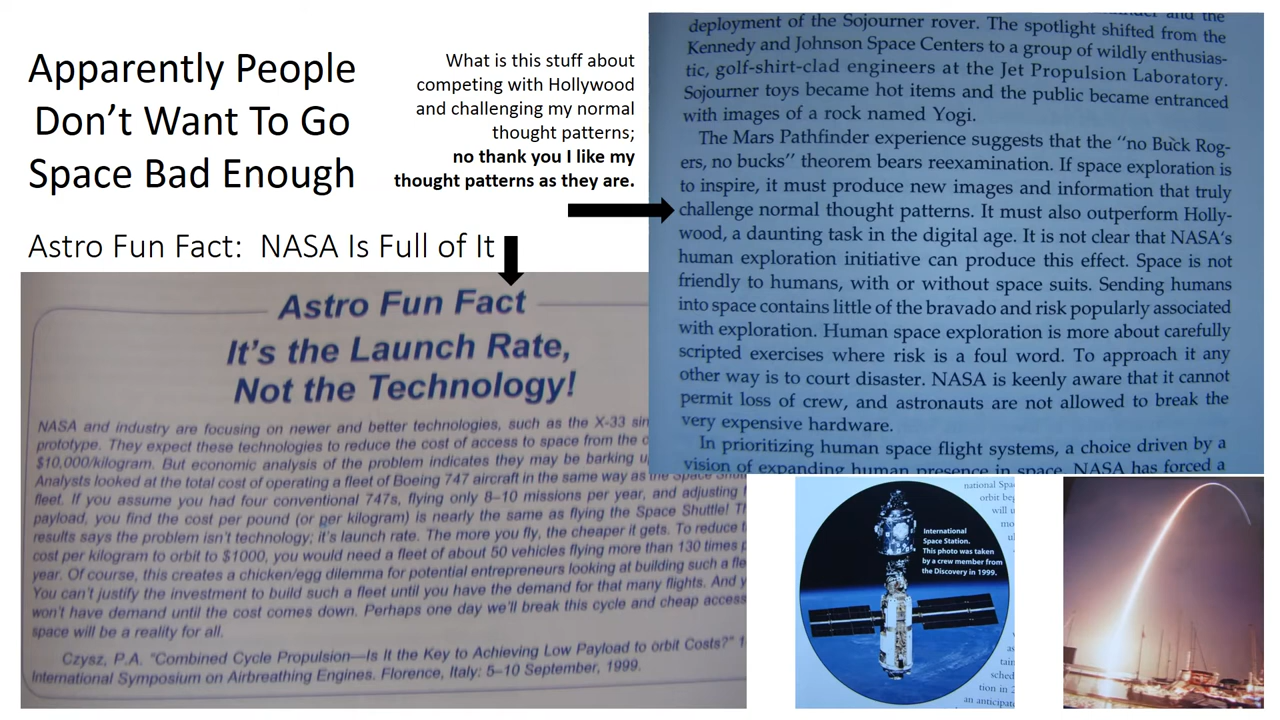 Apparently People
Don't Want To Go
Space Bad Enough
What is this stuff about
competing with Hollywood
and challenging my normal
thought patterns;
no thank you I like my
thought patterns as they are.
Astro Fun Fact:  NASA Is Full of It
deployment of the Sojourner rover. The spotlight shifted from the
Kennedy and Johnson Space Centers to a group of wildly enthusias-
tic, golf-shirt-clad engineers at the Jet Propulsion Laboratory.
Sojourner toys became hot items and the public became entranced
with images of a rock named Yogi.
The Mars Pathfinder experience suggests that the "no Buck Rog-
ers, no bucks" theorem bears reexamination. If space exploration is
to inspire, it must produce new images and information that truly
challenge normal thought patterns. It must also outperform Holly-
wood, a daunting task in the digital age. It is not clear that NASA's
human exploration initiative can produce this effect. Space is not
friendly to humans, with or without space suits. Sending humans
into space contains little of the bravado and risk popularly associated
with exploration. Human space exploration is more about carefully
scripted exercises where risk is a foul word. To approach it any
other way is to court disaster. NASA is keenly aware that it cannot
permit loss of crew, and astronauts are not allowed to break the
very expensive hardware.
In prioritizing human space flight systems, a choice driven by a
vision of expanding human presence in space, NASA has forced a
Astro Fun Fact
It's the Launch Rate,
Not the Technology!
NASA and industry are focusing on newer and better technologies, such as the X-33
prototype. They expect these technologies to reduce the cost of access to space from the
$10,000/kilogram. But economic analysis of the problem indicates they may be barking
Analysts looked at the total cost of operating a fleet of Boeing 747 aircraft in the same way as the Space
fleet. If you assume you had four conventional 747s, flying only 8–10 missions per year, and adjusting
payload, you find the cost per pound (or per kilogram) is nearly the same as flying the Space Shuttle!
results says the problem isn't technology; it's launch rate. The more you fly, the cheaper it gets. To reduce
cost per kilogram to orbit to $1000, you would need a fleet of about 50 vehicles flying more than 130 times
year. Of course, this creates a chicken/egg dilemma for potential entrepreneurs looking at building such a
You can't justify the investment to build such a fleet until you have the demand for that many flights. And
won't have demand until the cost comes down. Perhaps one day we'll break this cycle and cheap access
space will be a reality for all.
Czysz, P.A. "Combined Cycle Propulsion—Is It the Key to Achieving Low Payload to orbit Costs?"
International Symposium on Airbreathing Engines. Florence, Italy: 5–10 September, 1999.
International
Space Station.
This photo was taken
by a crew member from
the Discovery in 1999.
national
orbit
will
tion in
an